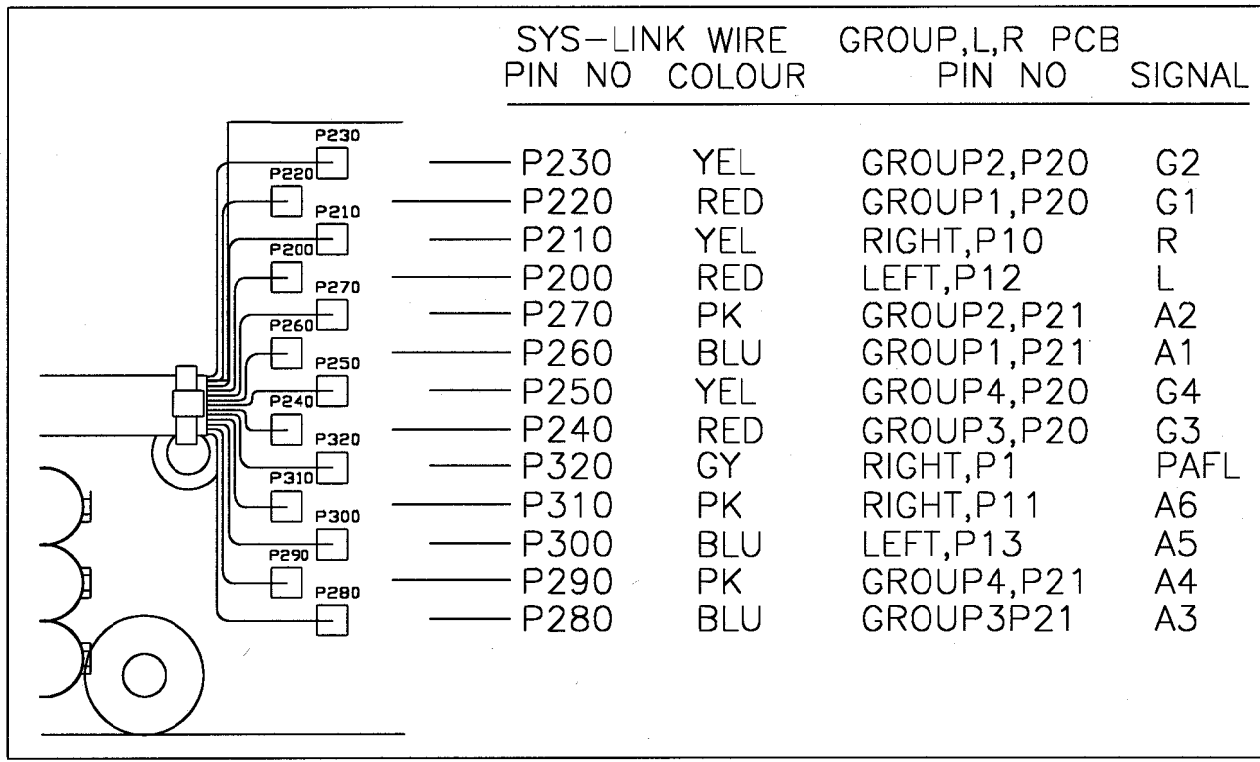 SYS-LINK WIRE GROUP,L,R PCB
PIN NO COLOUR PIN NO SIGNAL
P230
P220
P210
P200
P270
P260
P250
P240
P320
P310
P300
P290
P280
P230 YEL GROUP2,P20 G2
P220 RED GROUP1,P20 G1
P210 YEL RIGHT,P10 R
P200 RED LEFT,P12 L
P270 PK GROUP2,P21 A2
P260 BLU GROUP1,P21 A1
P250 YEL GROUP4,P20 G4
P240 RED GROUP3,P20 G3
P320 GY RIGHT,P1 PAFL
P310 PK RIGHT,P11 A6
P300 BLU LEFT,P13 A5
P290 PK GROUP4,P21 A4
P280 BLU GROUP3P21 A3